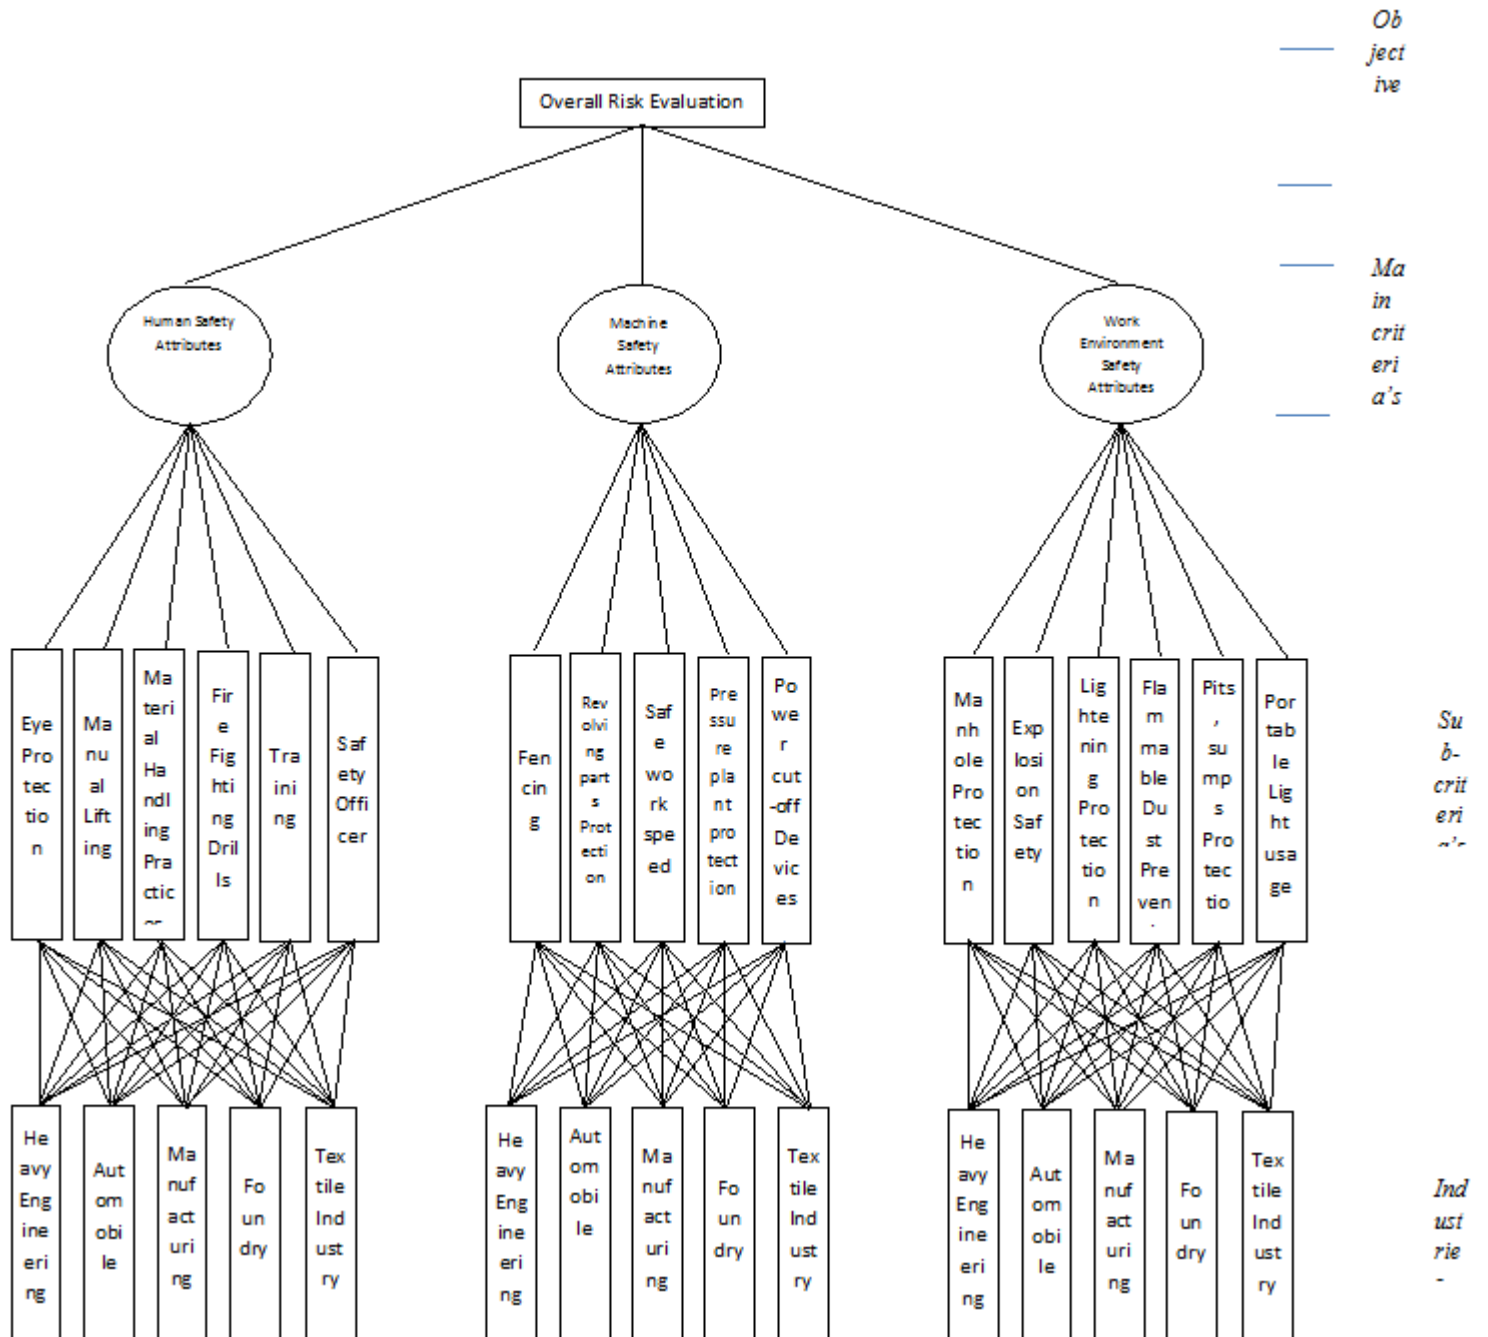 Ob
ject
ive
Overall Risk Evaluation
Ma
in
crit
eri
a's
Human Safety
Attributes
Machine
Safety
Attributes
Work
Environment
Safety
Attributes
Eye
Pro
tec
tio
n
Ma
nu
al
Lift
ing
Ma
teri
al
Ha
ndl
ing
Pra
ctic
Fir
e
Fig
hti
ng
Dril
ls
Tra
ini
ng
Saf
ety
Offi
cer
Fen
cin
g
Rev
olvi
ng
part
s
Prot
ecti
on
Saf
e
wo
rk
spe
ed
Pre
ssu
re
pla
nt
pro
tect
ion
Po
we
r
cut
-off
De
vic
es
Ma
nh
ole
Pro
tec
tio
n
Exp
losi
on
Saf
ety
Lig
hte
nin
g
Pro
tec
tio
n
Fla
m
ma
ble
Du
st
Pre
ven
Pits
,
su
mp
s
Pro
tec
tio
Por
tab
le
Lig
ht
usa
ge
Su
b-
crit
eri
a's
He
avy
Eng
ine
eri
ng
Aut
om
obi
le
Ma
nuf
act
uri
ng
Fo
un
dry
Tex
tile
Ind
ust
ry
He
avy
Eng
ine
eri
ng
Aut
om
obi
le
Ma
nuf
act
uri
ng
Fo
un
dry
Tex
tile
Ind
ust
ry
He
avy
Eng
ine
eri
ng
Aut
om
obi
le
Ma
nuf
act
uri
ng
Fo
un
dry
Tex
tile
Ind
ust
ry
Ind
ust
rie